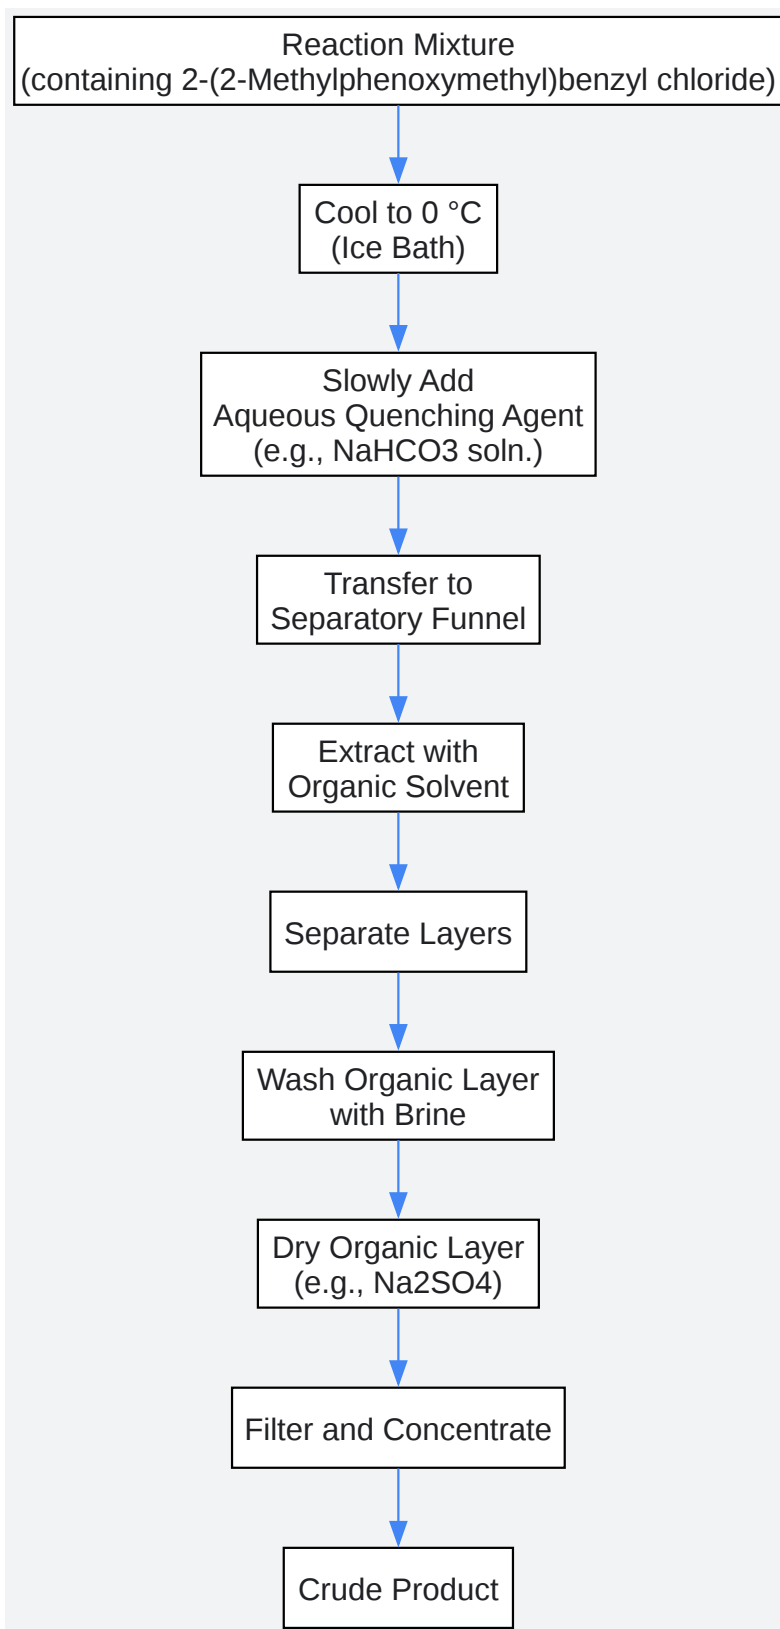 Reaction Mixture
(containing 2-(2-Methylphenoxymethyl)benzyl chloride)
Cool to 0 °C
(Ice Bath)
Slowly Add
Aqueous Quenching Agent
(e.g., NaHCO3 soln.)
Transfer to
Separatory Funnel
Extract with
Organic Solvent
Separate Layers
Wash Organic Layer
with Brine
Dry Organic Layer
(e.g., Na2SO4)
Filter and Concentrate
Crude Product